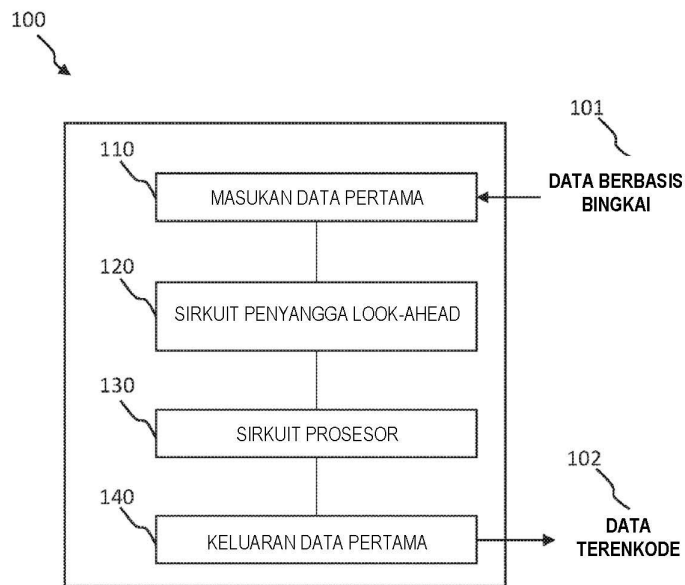 100
101
110
MASUKAN DATA PERTAMA
DATA BERBASIS
BINGKAI
120
SIRKUIT PENYANGGA LOOK-AHEAD
130
SIRKUIT PROSESOR
102
140
KELUARAN DATA PERTAMA
DATA
TERENKODE